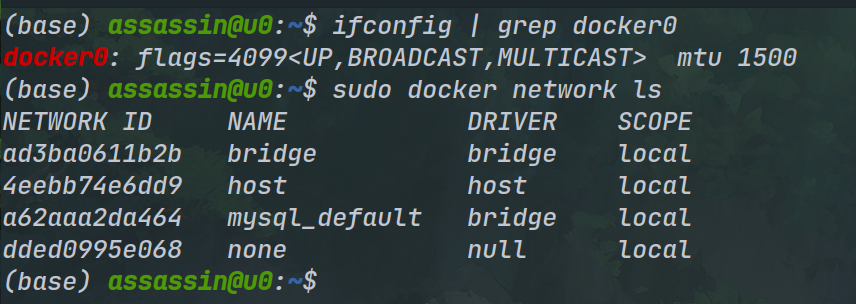 (base) assassin@u0:~$ ifconfig | grep docker0
docker0: flags=4099<UP,BROADCAST,MULTICAST>  mtu 1500
(base) assassin@u0:~$ sudo docker network ls
NETWORK ID     NAME            DRIVER    SCOPE
ad3ba0611b2b   bridge          bridge    local
4eebb74e6dd9   host            host      local
a62aaa2da464   mysql_default   bridge    local
dded0995e068   none            null      local
(base) assassin@u0:~$